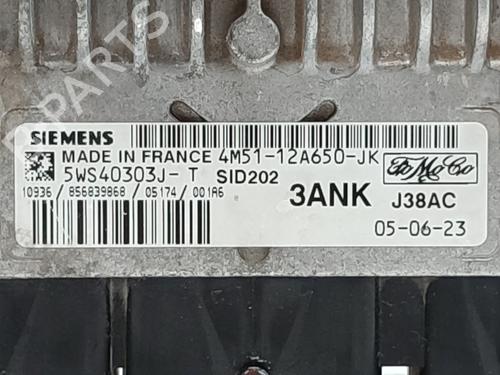 SIEMENS
MADE IN FRANCE 4M51-12A650-JK
5WS40303J- T SID202
10936/ 856839868 /05174 / 001A6
3ANK
FoMoCo
J38AC
05-06-23
PARTS